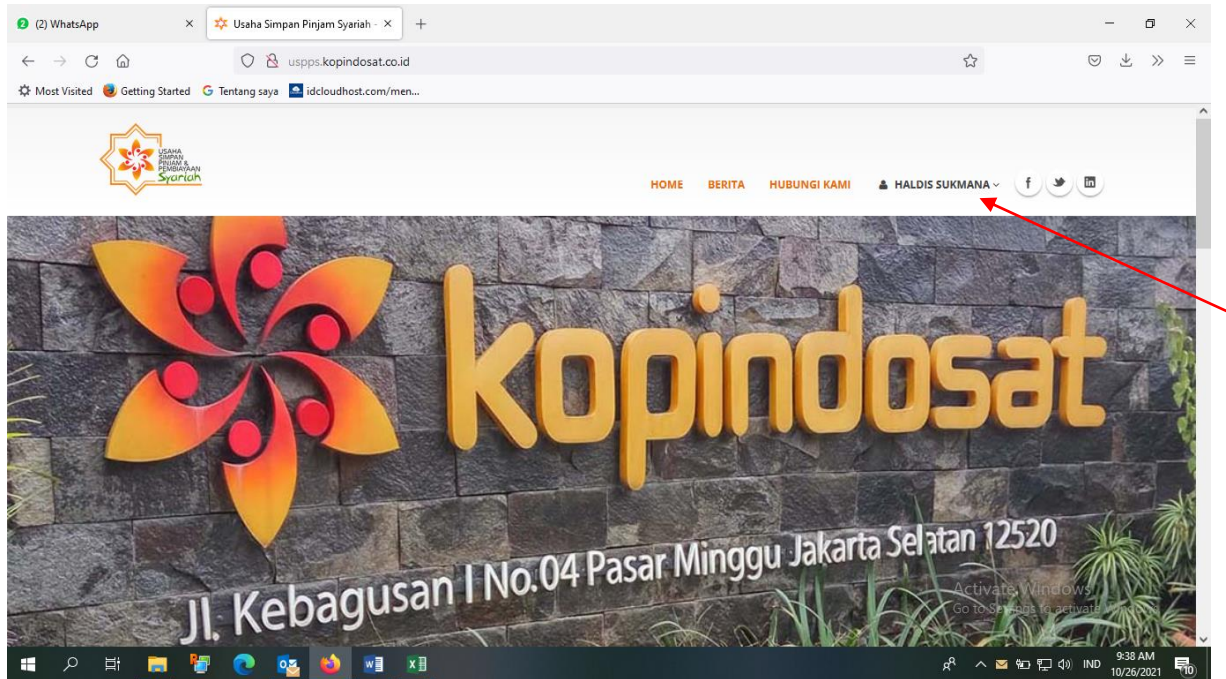 (2) WhatsApp
Usaha Simpan Pinjam Syariah -
uspps.kopindosat.co.id
Most Visited
Getting Started
Tentang saya
idcloudhost.com/men...
USAHA
SIMPAN
PINJAM &
PEMBIAYAAN
Syariah
HOME
BERITA
HUBUNGI KAMI
HALDIS SUKMANA
kopindosat
Jl. Kebagusan I No.04 Pasar Minggu Jakarta Selatan 12520
Activate Windows
Go to Settings to activate Windows.
IND
9:38 AM
10/26/2021
10